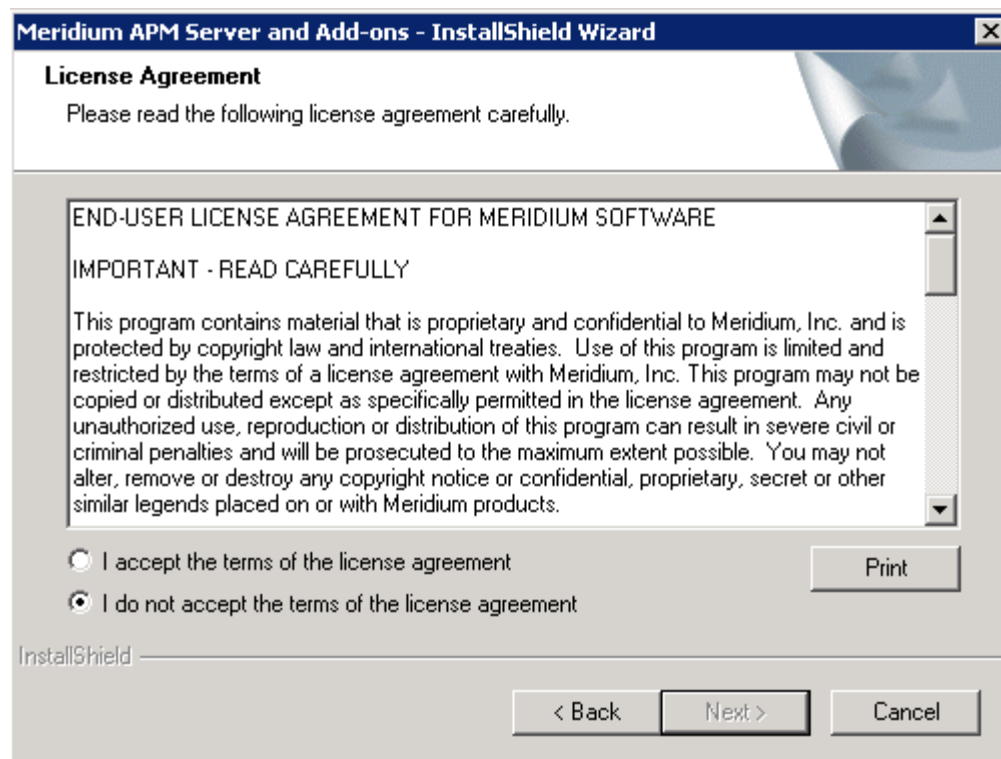 Meridium APM Server and Add-ons - InstallShield Wizard
License Agreement
Please read the following license agreement carefully.
END-USER LICENSE AGREEMENT FOR MERIDIUM SOFTWARE
IMPORTANT - READ CAREFULLY
This program contains material that is proprietary and confidential to Meridium, Inc. and is
protected by copyright law and international treaties.  Use of this program is limited and
restricted by the terms of a license agreement with Meridium, Inc. This program may not be
copied or distributed except as specifically permitted in the license agreement.  Any
unauthorized use, reproduction or distribution of this program can result in severe civil or
criminal penalties and will be prosecuted to the maximum extent possible.  You may not
alter, remove or destroy any copyright notice or confidential, proprietary, secret or other
similar legends placed on or with Meridium products.
I accept the terms of the license agreement
Print
I do not accept the terms of the license agreement
InstallShield
< Back
Next >
Cancel